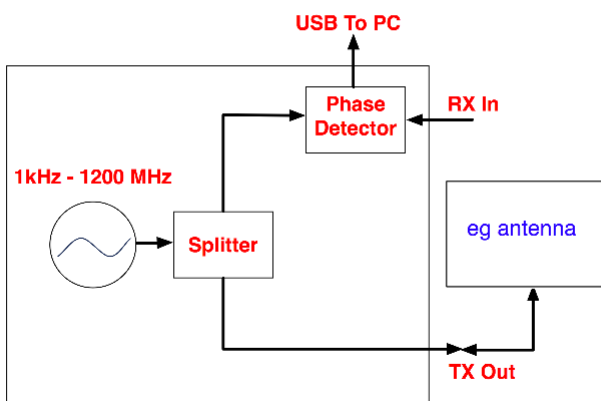 USB To PC
Phase
Detector
RX In
1kHz - 1200 MHz
Splitter
eg antenna
TX Out